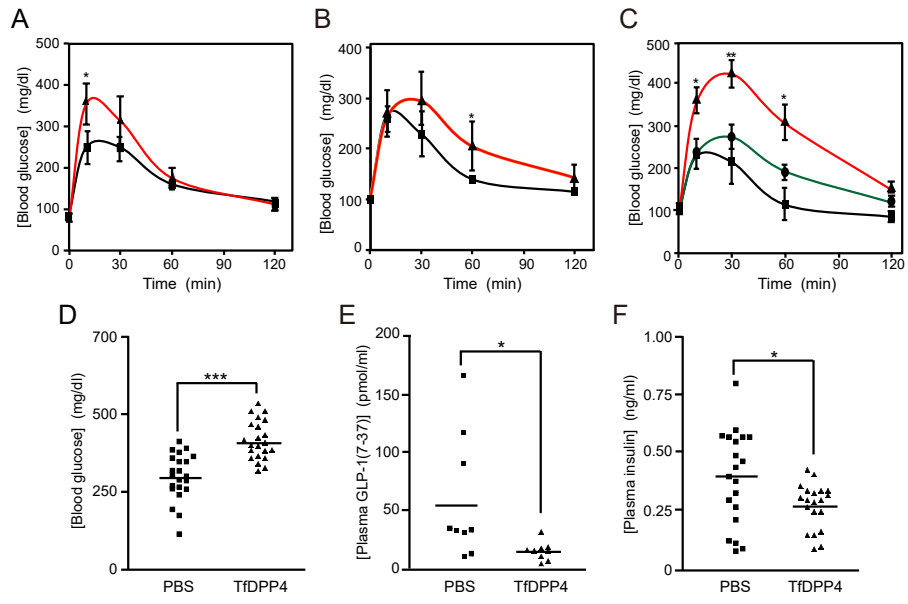 A
B
C
[Blood glucose] (mg/dl)
500
400
300
200
100
0
*
0 30 60 90 120
Time (min)
[Blood glucose] (mg/dl)
400
300
200
100
0
*
0 30 60 90 120
Time (min)
[Blood glucose] (mg/dl)
500
400
300
200
100
0
* ** *
0 30 60 90 120
Time (min)
D
E
F
[Blood glucose] (mg/dl)
700
500
250
0
***
PBS TfDPP4
[Plasma GLP-1(7-37)] (pmol/ml)
200
150
100
50
0
*
PBS TfDPP4
[Plasma insulin] (ng/ml)
1.00
0.75
0.50
0.25
0
*
PBS TfDPP4